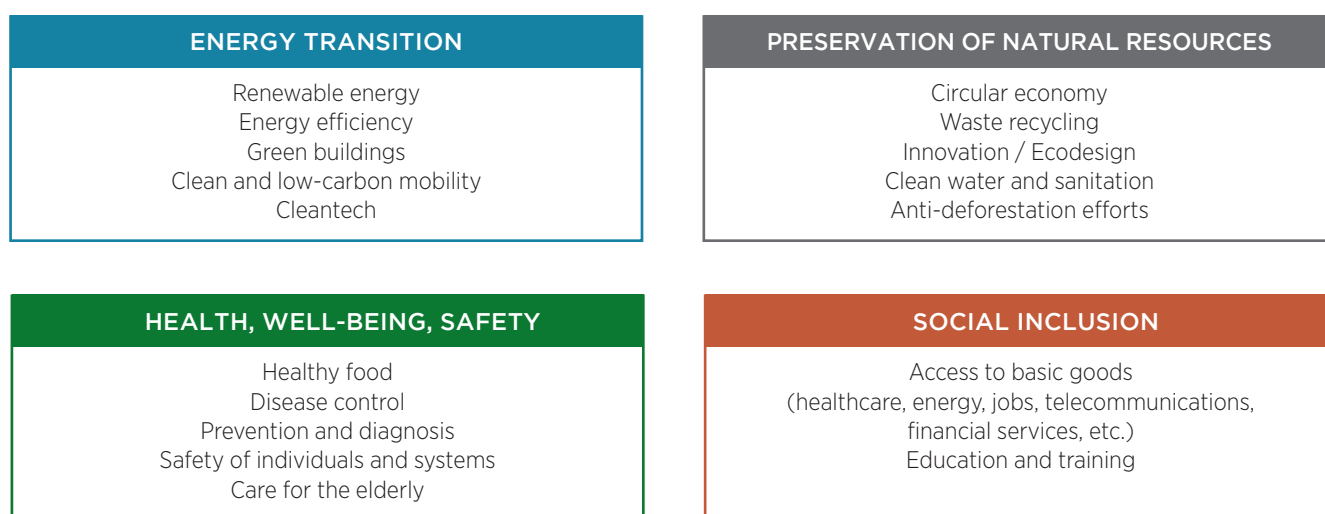 ENERGY TRANSITION
Renewable energy
Energy efficiency
Green buildings
Clean and low-carbon mobility
Cleantech
PRESERVATION OF NATURAL RESOURCES
Circular economy
Waste recycling
Innovation / Ecodesign
Clean water and sanitation
Anti-deforestation efforts
HEALTH, WELL-BEING, SAFETY
Healthy food
Disease control
Prevention and diagnosis
Safety of individuals and systems
Care for the elderly
SOCIAL INCLUSION
Access to basic goods
(healthcare, energy, jobs, telecommunications,
financial services, etc.)
Education and training